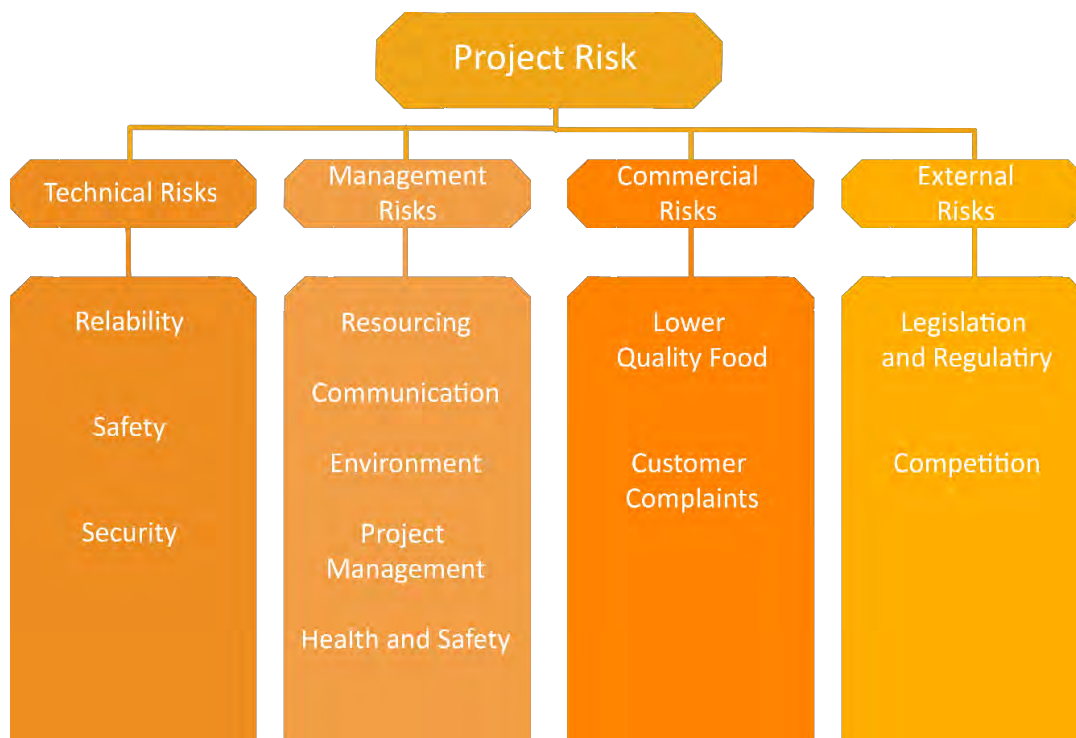 Project Risk
Technical Risks
Management
Risks
Commercial
Risks
External
Risks
Relability
Safety
Security
Resourcing
Communication
Environment
Project
Management
Health and Safety
Lower
Quality Food
Customer
Complaints
Legislation
and Regulatiry
Competition